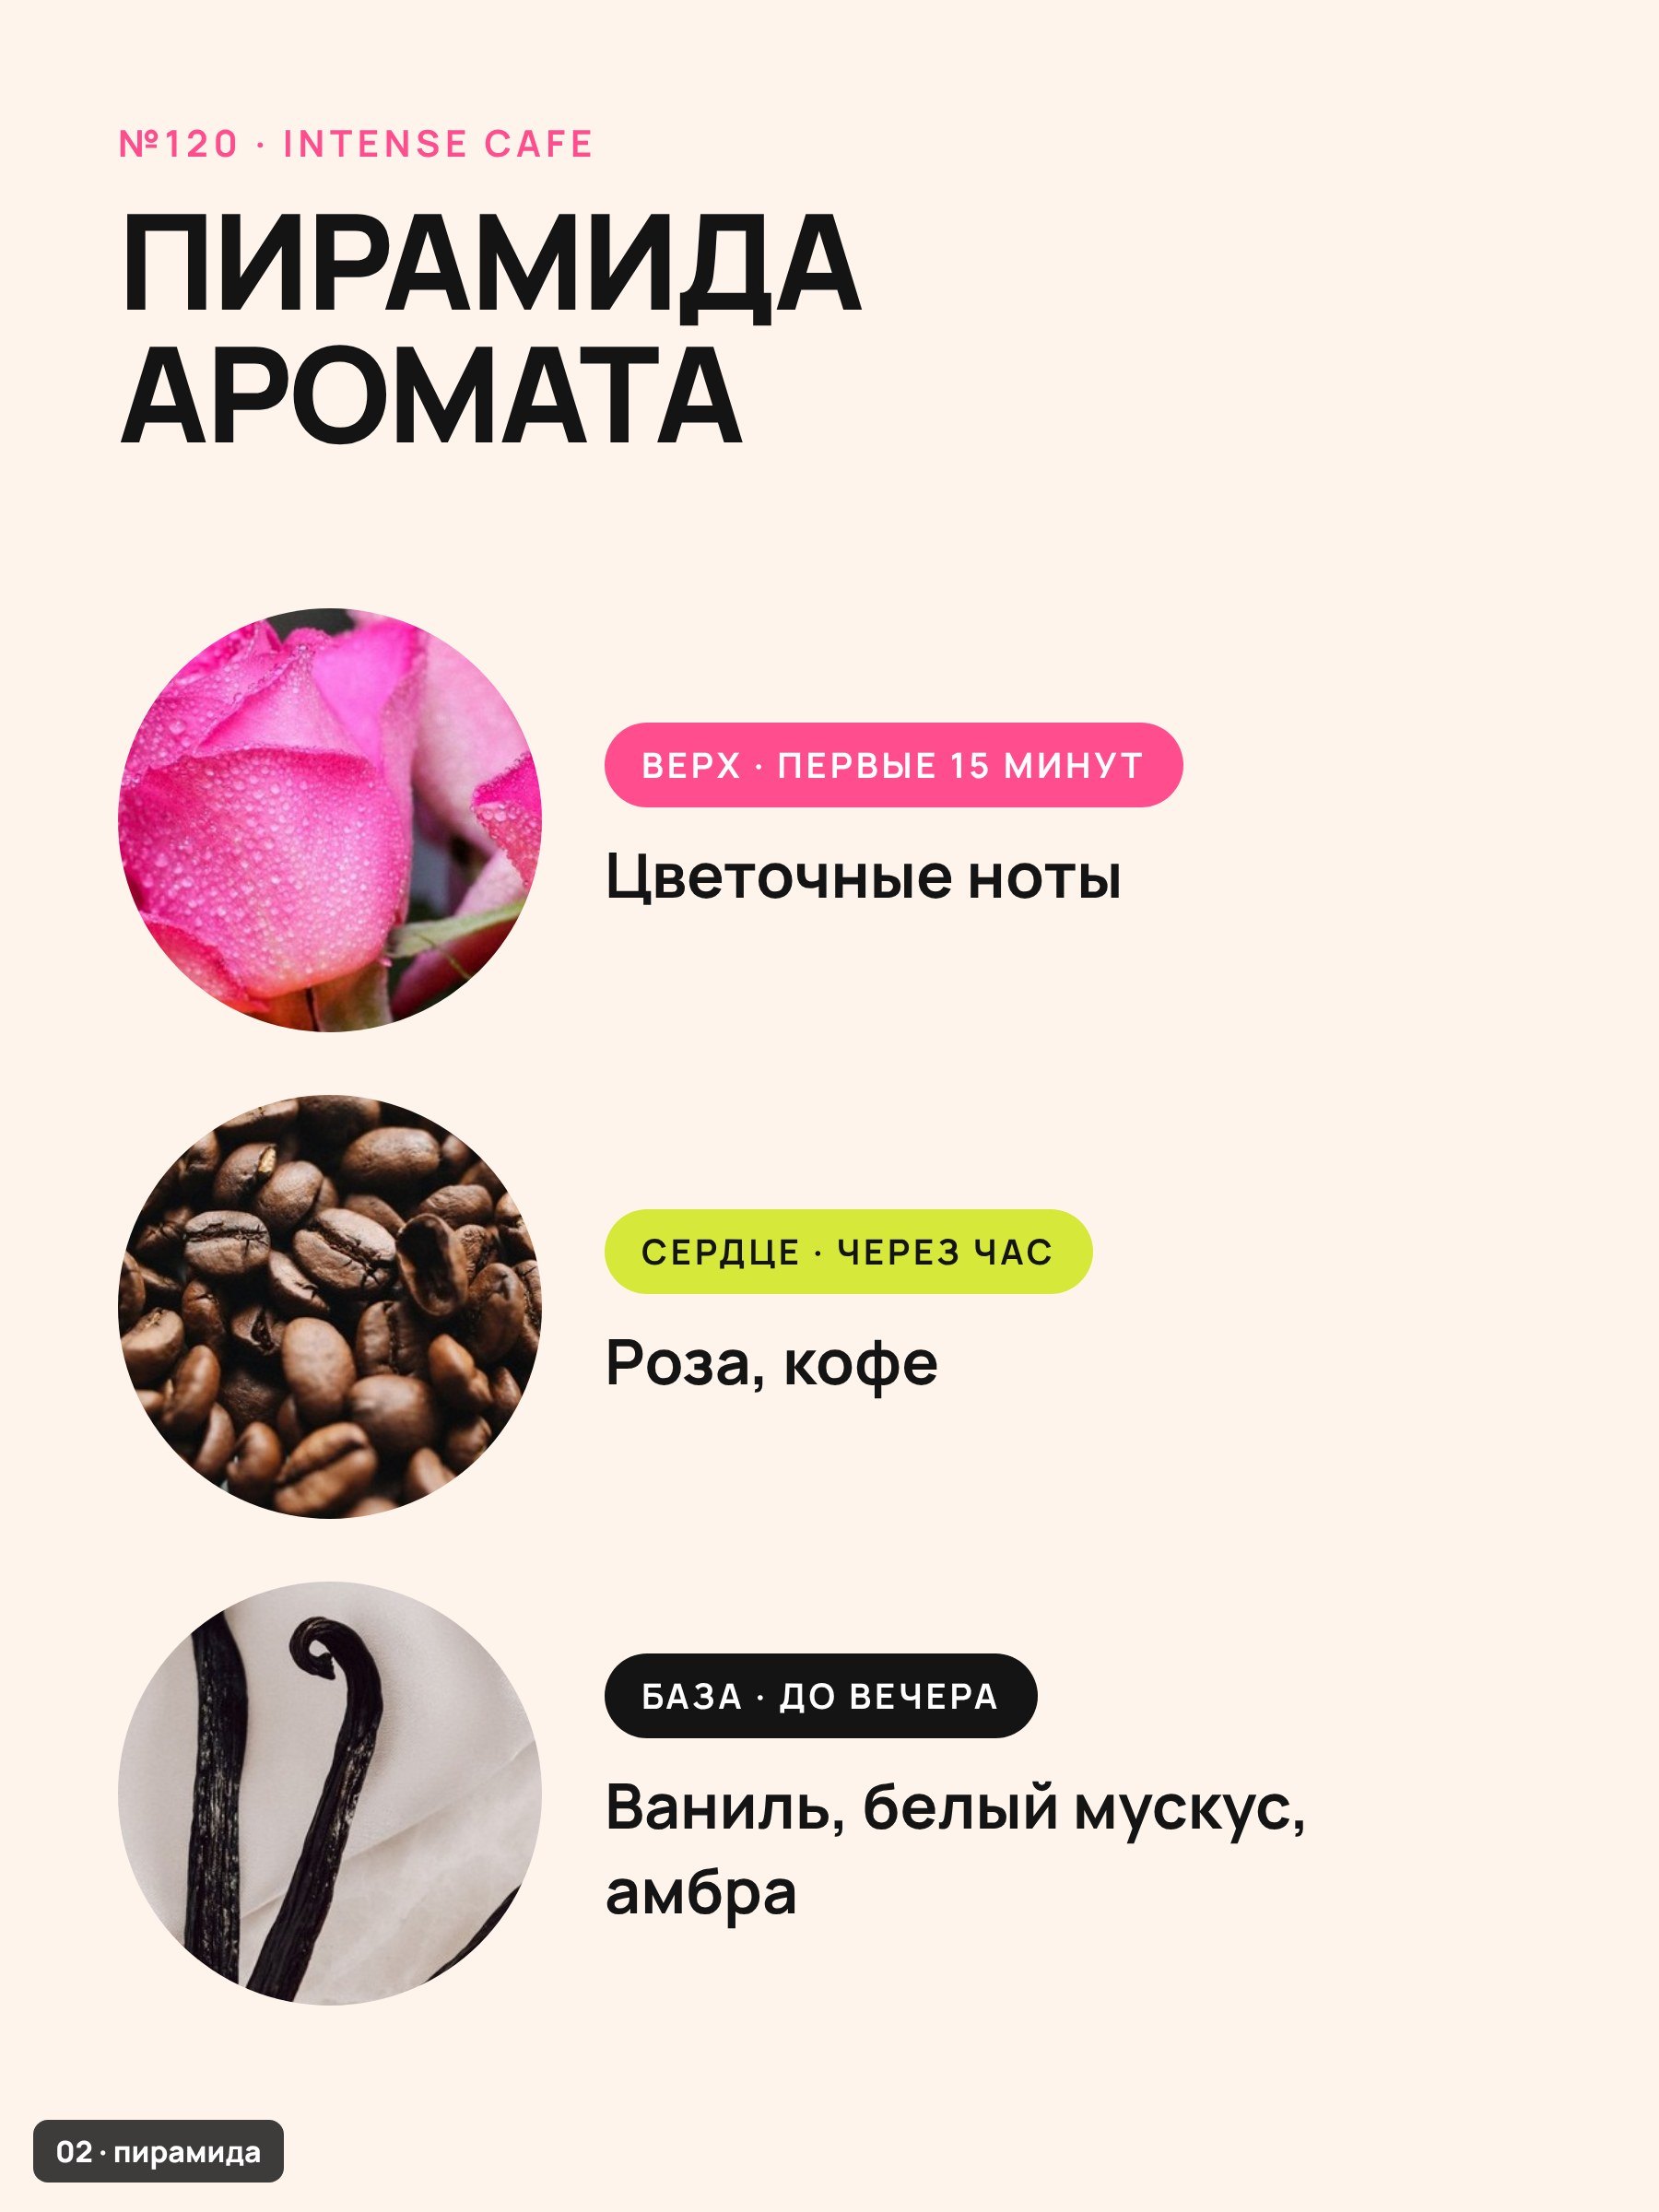 №120 · INTENSE CAFE
ПИРАМИДА
АРОМАТА
ВЕРХ · ПЕРВЫЕ 15 МИНУТ
Цветочные ноты
СЕРДЦЕ · ЧЕРЕЗ ЧАС
Роза, кофе
БАЗА · ДО ВЕЧЕРА
Ваниль, белый мускус,
амбра
02 · пирамида